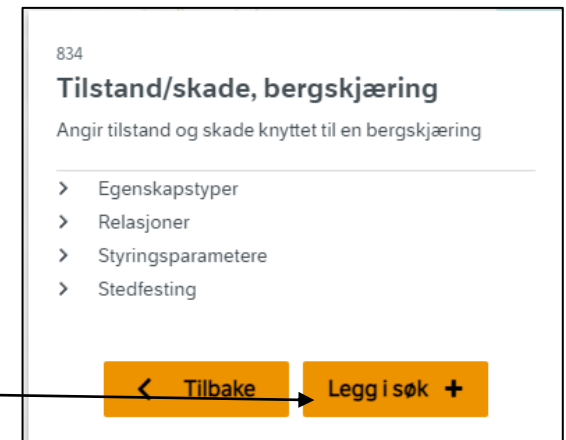 834
Tilstand/skade, bergskjæring
Angir tilstand og skade knyttet til en bergskjæring
Egenskapstyper
Relasjoner
Styringsparametere
Stedfesting
Tilbake
Legg i søk +